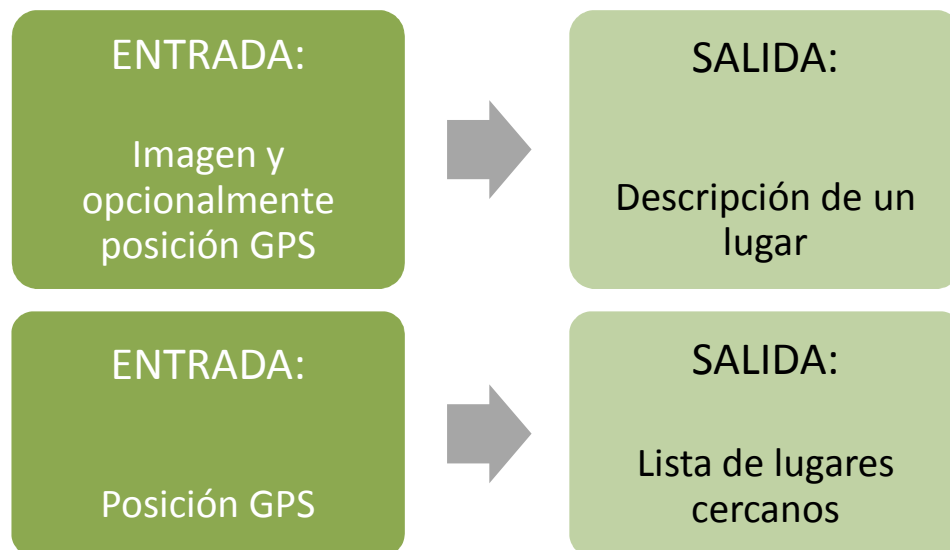 ENTRADA:
Imagen y
opcionalmente
posición GPS
SALIDA:
Descripción de un
lugar
ENTRADA:
Posición GPS
SALIDA:
Lista de lugares
cercanos